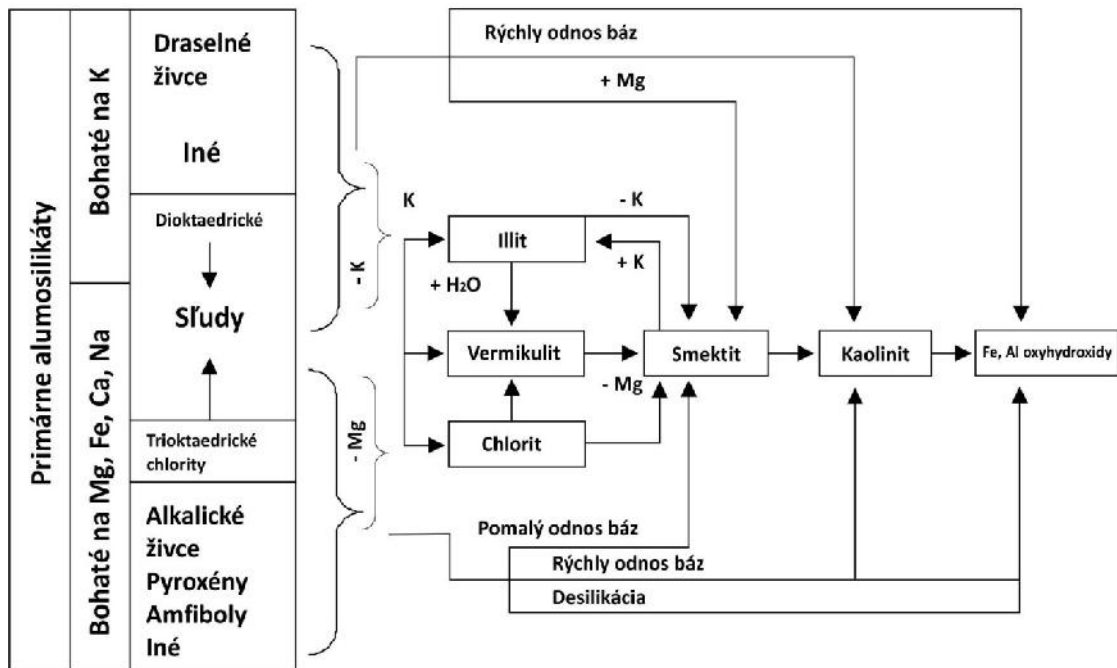 Primárne alumosilikáty
Bohaté na K
Bohaté na Mg, Fe, Ca, Na
Draselné
živce
Iné
Dioktaedrické
Sľudy
Trioktaedrické
chlority
Alkalické
živce
Pyroxény
Amfiboly
Iné
- K
- Mg
Rýchly odnos báz
+ Mg
K
- K
Illit
+ K
+ H₂O
Vermikulit
Smektit
Kaolinit
Fe, Al oxyhydroxidy
- Mg
Chlorit
Pomalý odnos báz
Rýchly odnos báz
Desilikácia